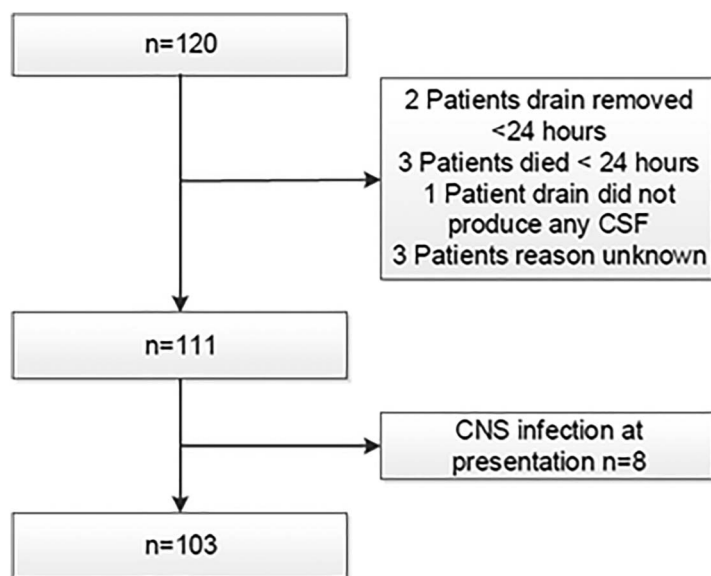 n=120
2 Patients drain removed
<24 hours
3 Patients died < 24 hours
1 Patient drain did not
produce any CSF
3 Patients reason unknown
n=111
CNS infection at
presentation n=8
n=103